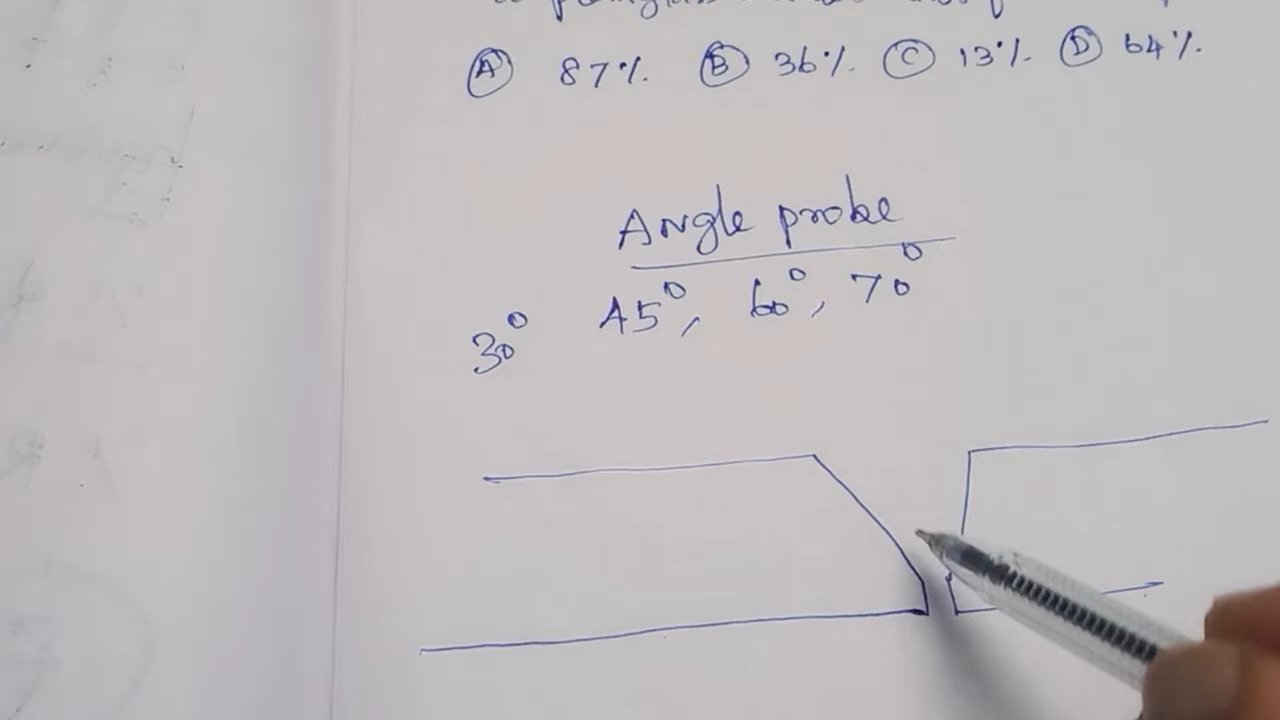 Ⓐ 87% Ⓑ 36% Ⓒ 13% Ⓓ 64%
Angle probe
30° 45°, 60°, 70°